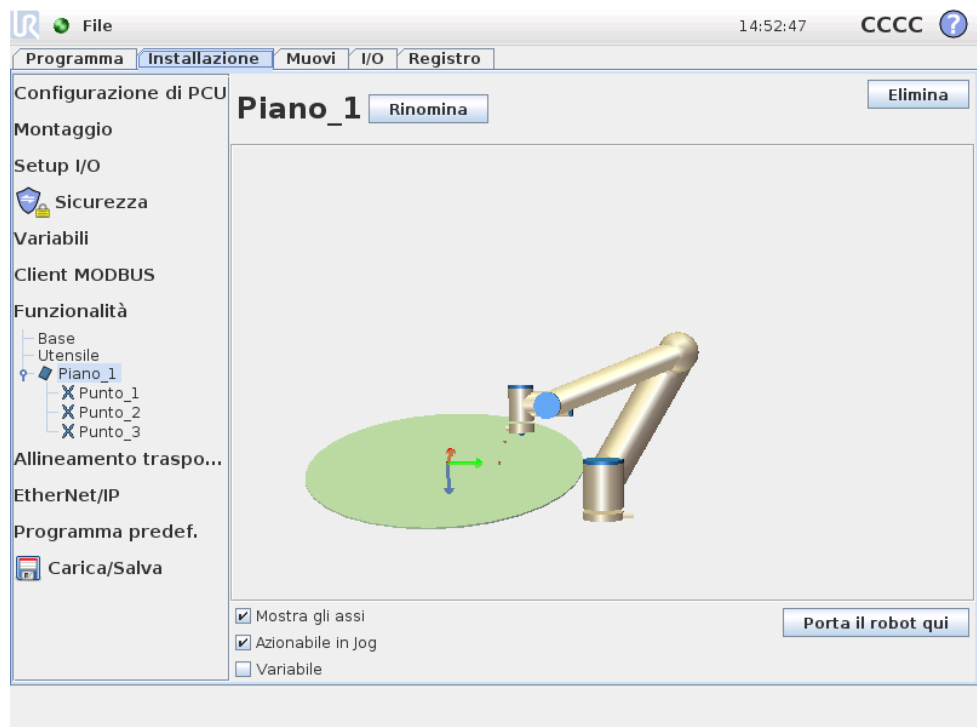 UR File 14:52:47 CCCC ?
Programma Installazione Muovi I/O Registro
Configurazione di PCU
Montaggio
Setup I/O
Sicurezza
Variabili
Client MODBUS
Funzionalità
Base
Utensile
Piano_1
Punto_1
Punto_2
Punto_3
Allineamento traspo...
EtherNet/IP
Programma predef.
Carica/Salva
Piano_1 Rinomina Elimina
Mostra gli assi
Azionabile in Jog
Variabile
Porta il robot qui